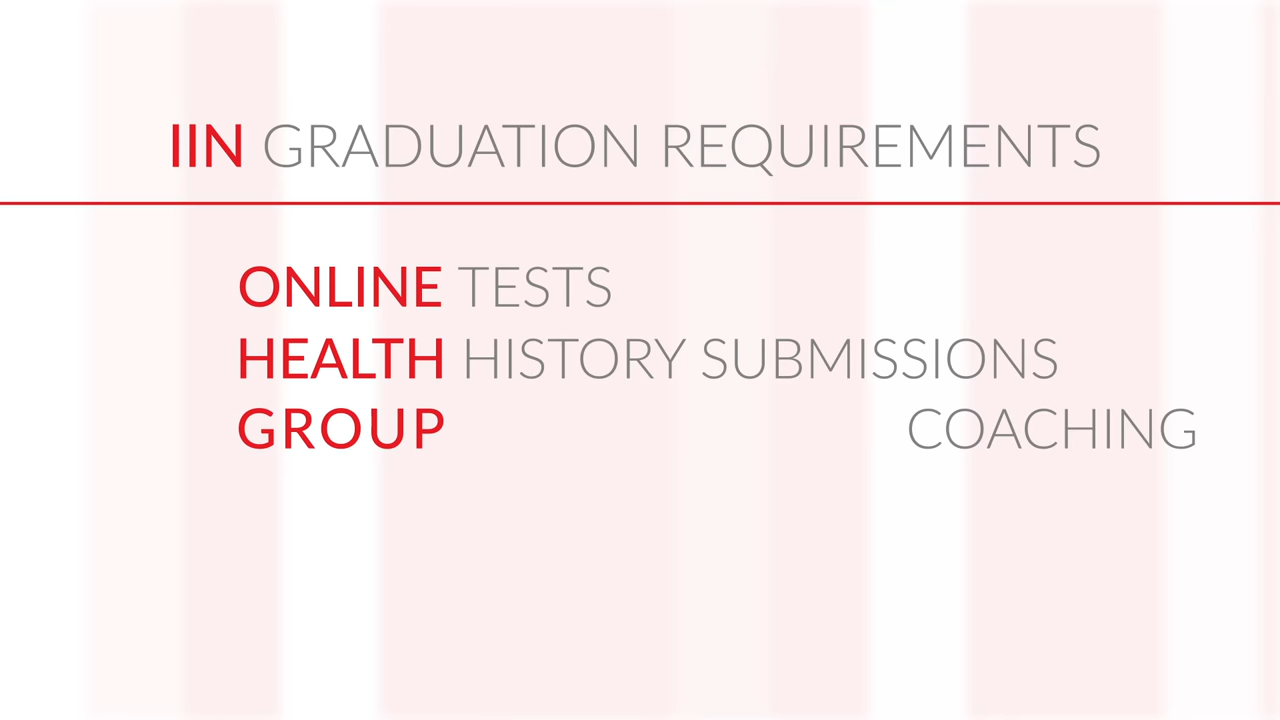 IIN GRADUATION REQUIREMENTS
ONLINE TESTS
HEALTH HISTORY SUBMISSIONS
GROUP COACHING